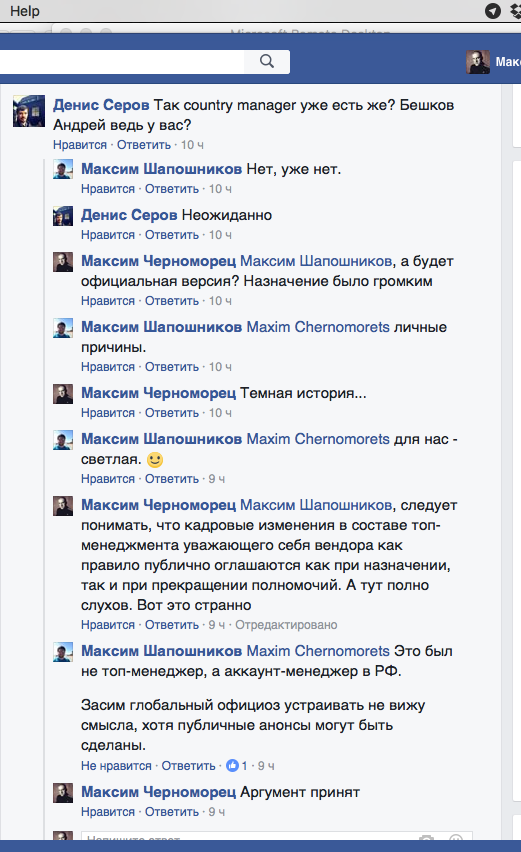 Help
Макс
Денис Серов Так country manager уже есть же? Бешков
Андрей ведь у вас?
Нравится · Ответить · 10 ч
Максим Шапошников Нет, уже нет.
Нравится · Ответить · 10 ч
Денис Серов Неожиданно
Нравится · Ответить · 10 ч
Максим Черноморец Максим Шапошников, а будет
официальная версия? Назначение было громким
Нравится · Ответить · 10 ч
Максим Шапошников Maxim Chernomorets личные
причины.
Нравится · Ответить · 10 ч
Максим Черноморец Темная история...
Нравится · Ответить · 10 ч
Максим Шапошников Maxim Chernomorets для нас -
светлая. 🙂
Нравится · Ответить · 9 ч
Максим Черноморец Максим Шапошников, следует
понимать, что кадровые изменения в составе топ-
менеджмента уважающего себя вендора как
правило публично оглашаются как при назначении,
так и при прекращении полномочий. А тут полно
слухов. Вот это странно
Нравится · Ответить · 9 ч · Отредактировано
Максим Шапошников Maxim Chernomorets Это был
не топ-менеджер, а аккаунт-менеджер в РФ.
Засим глобальный официоз устраивать не вижу
смысла, хотя публичные анонсы могут быть
сделаны.
Не нравится · Ответить · 1 · 9 ч
Максим Черноморец Аргумент принят
Нравится · Ответить · 9 ч